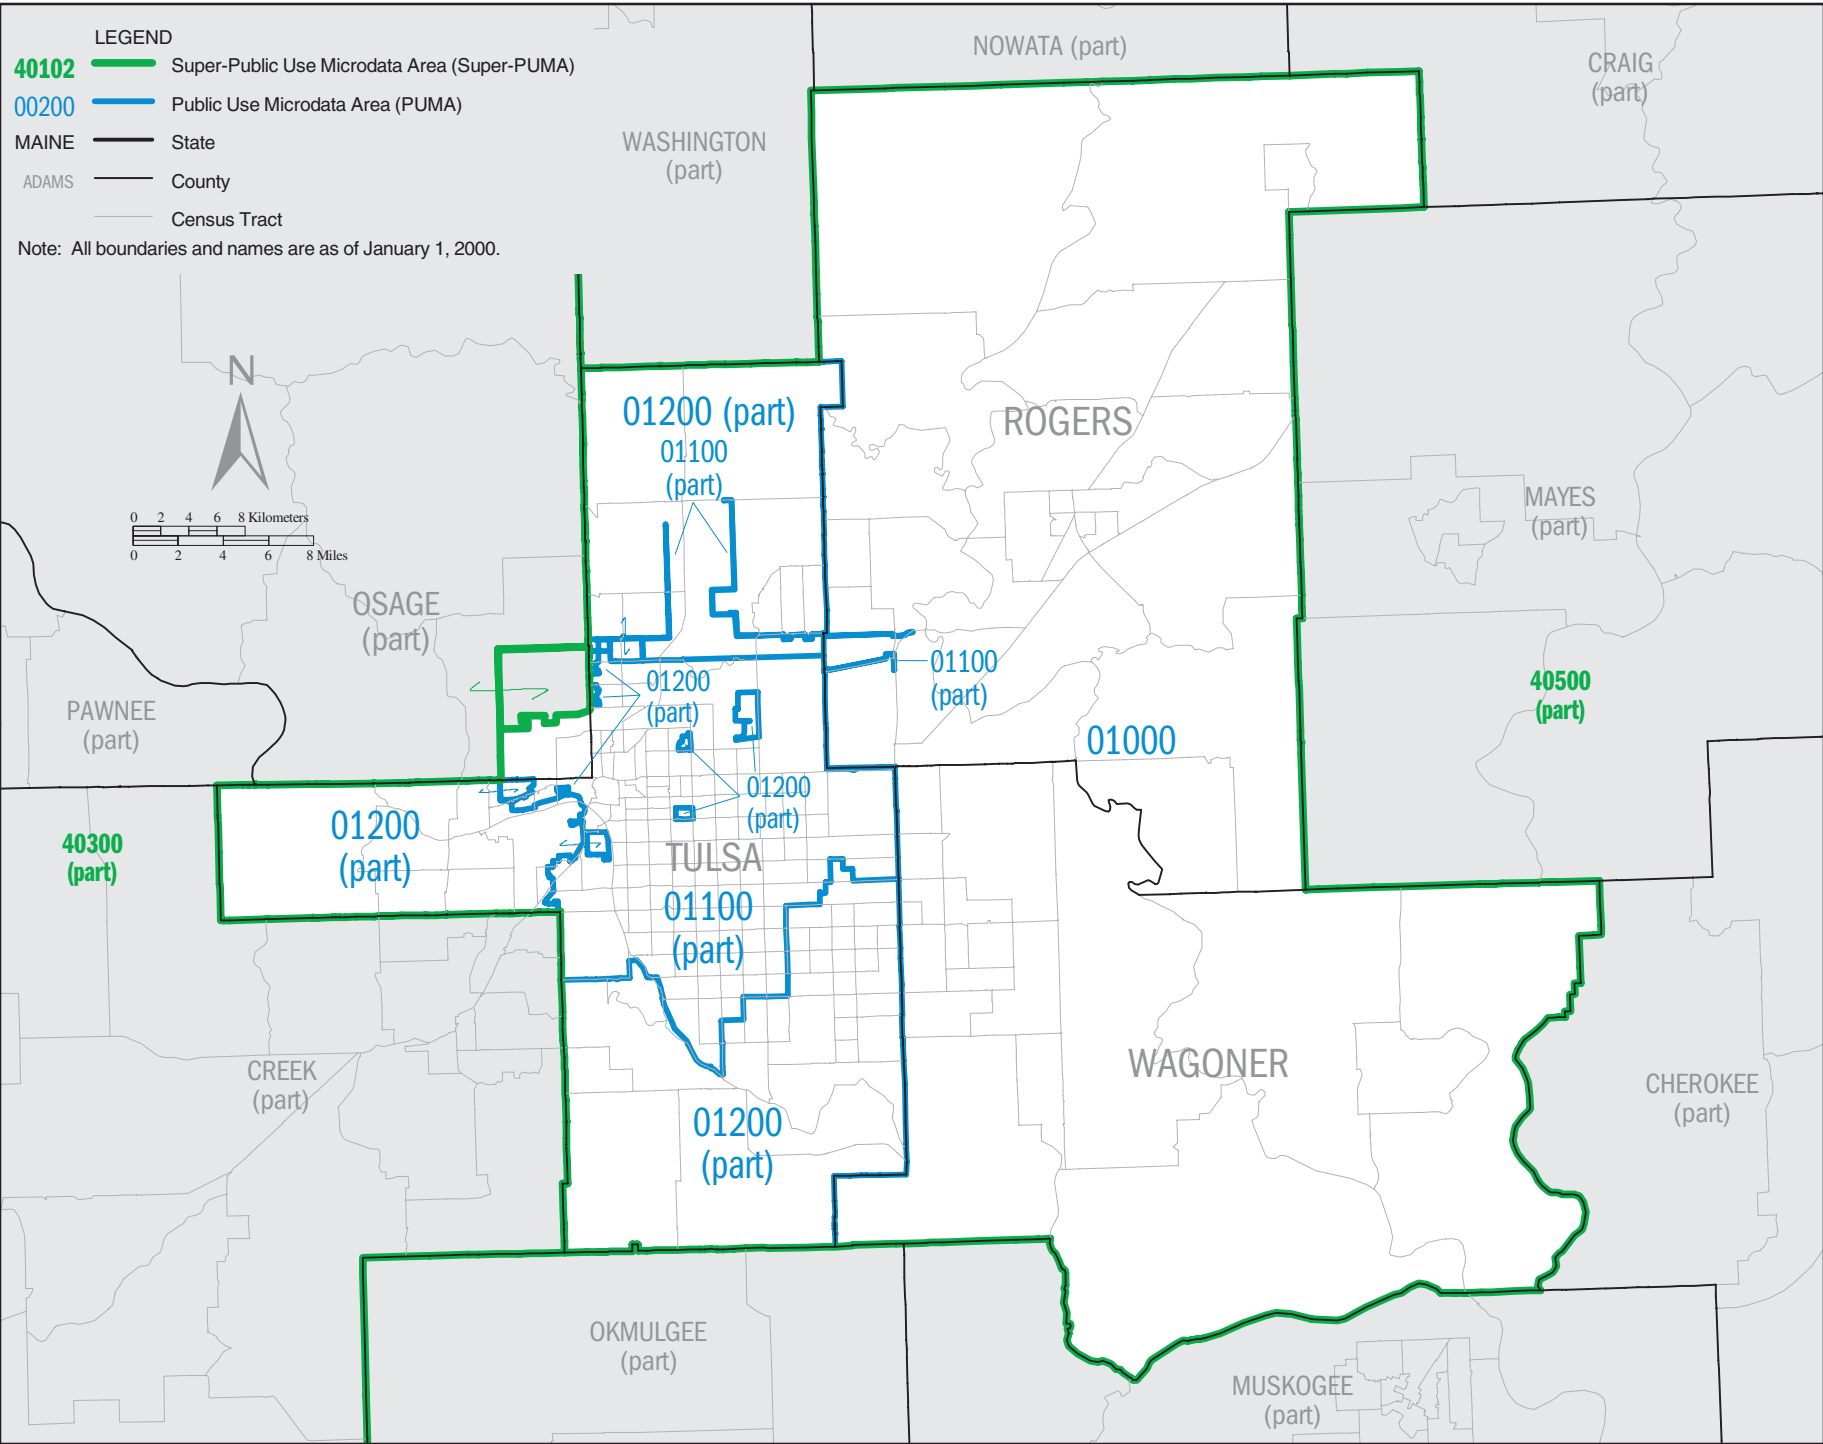 LEGEND
40102 Super-Public Use Microdata Area (Super-PUMA)
00200 Public Use Microdata Area (PUMA)
MAINE State
ADAMS County
Census Tract
Note: All boundaries and names are as of January 1, 2000.
NOWATA (part)
CRAIG
(part)
WASHINGTON
(part)
N
01200 (part)
01100
(part)
ROGERS
MAYES
(part)
0 2 4 6 8 Kilometers
0 2 4 6 8 Miles
OSAGE
(part)
01200
(part)
01100
(part)
40500
(part)
PAWNEE
(part)
01000
01200
(part)
01200
(part)
40300
(part)
TULSA
01100
(part)
CREEK
(part)
WAGONER
CHEROKEE
(part)
01200
(part)
OKMULGEE
(part)
MUSKOGEE
(part)